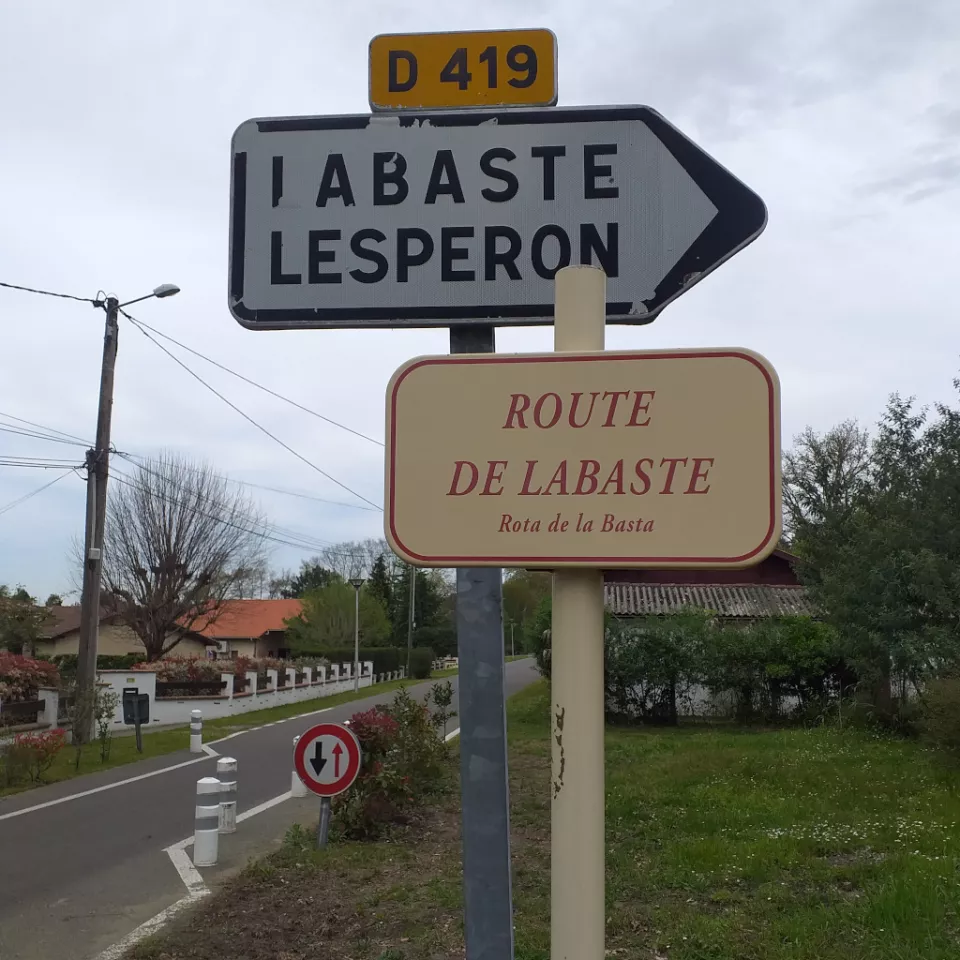 D 419
LABASTE
LESPERON
ROUTE
DE LABASTE
Rota de la Basta